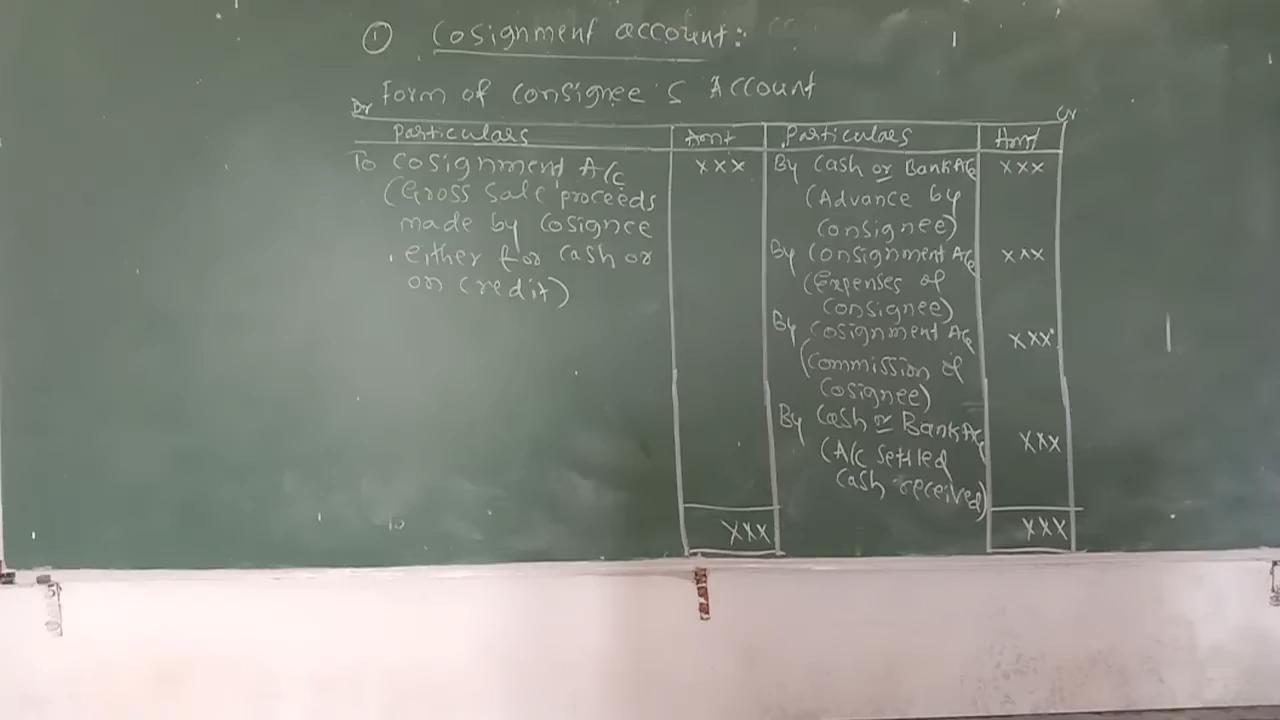 ① Cosignment account:
Form of consignee's Account
Dr Cr
Particulars Amt Particulars Amt
To Cosignment A/c xxx
(Gross Sale proceeds
made by Cosignee
either for Cash or
on Credit)
By Cash or Bank A/c xxx
(Advance by
Consignee)
By Consignment A/c xxx
(Expenses of
Consignee)
By Cosignment A/c xxx
(Commission of
Cosignee)
By Cash or Bank A/c xxx
(A/c Settled
Cash received)
xxx xxx
To